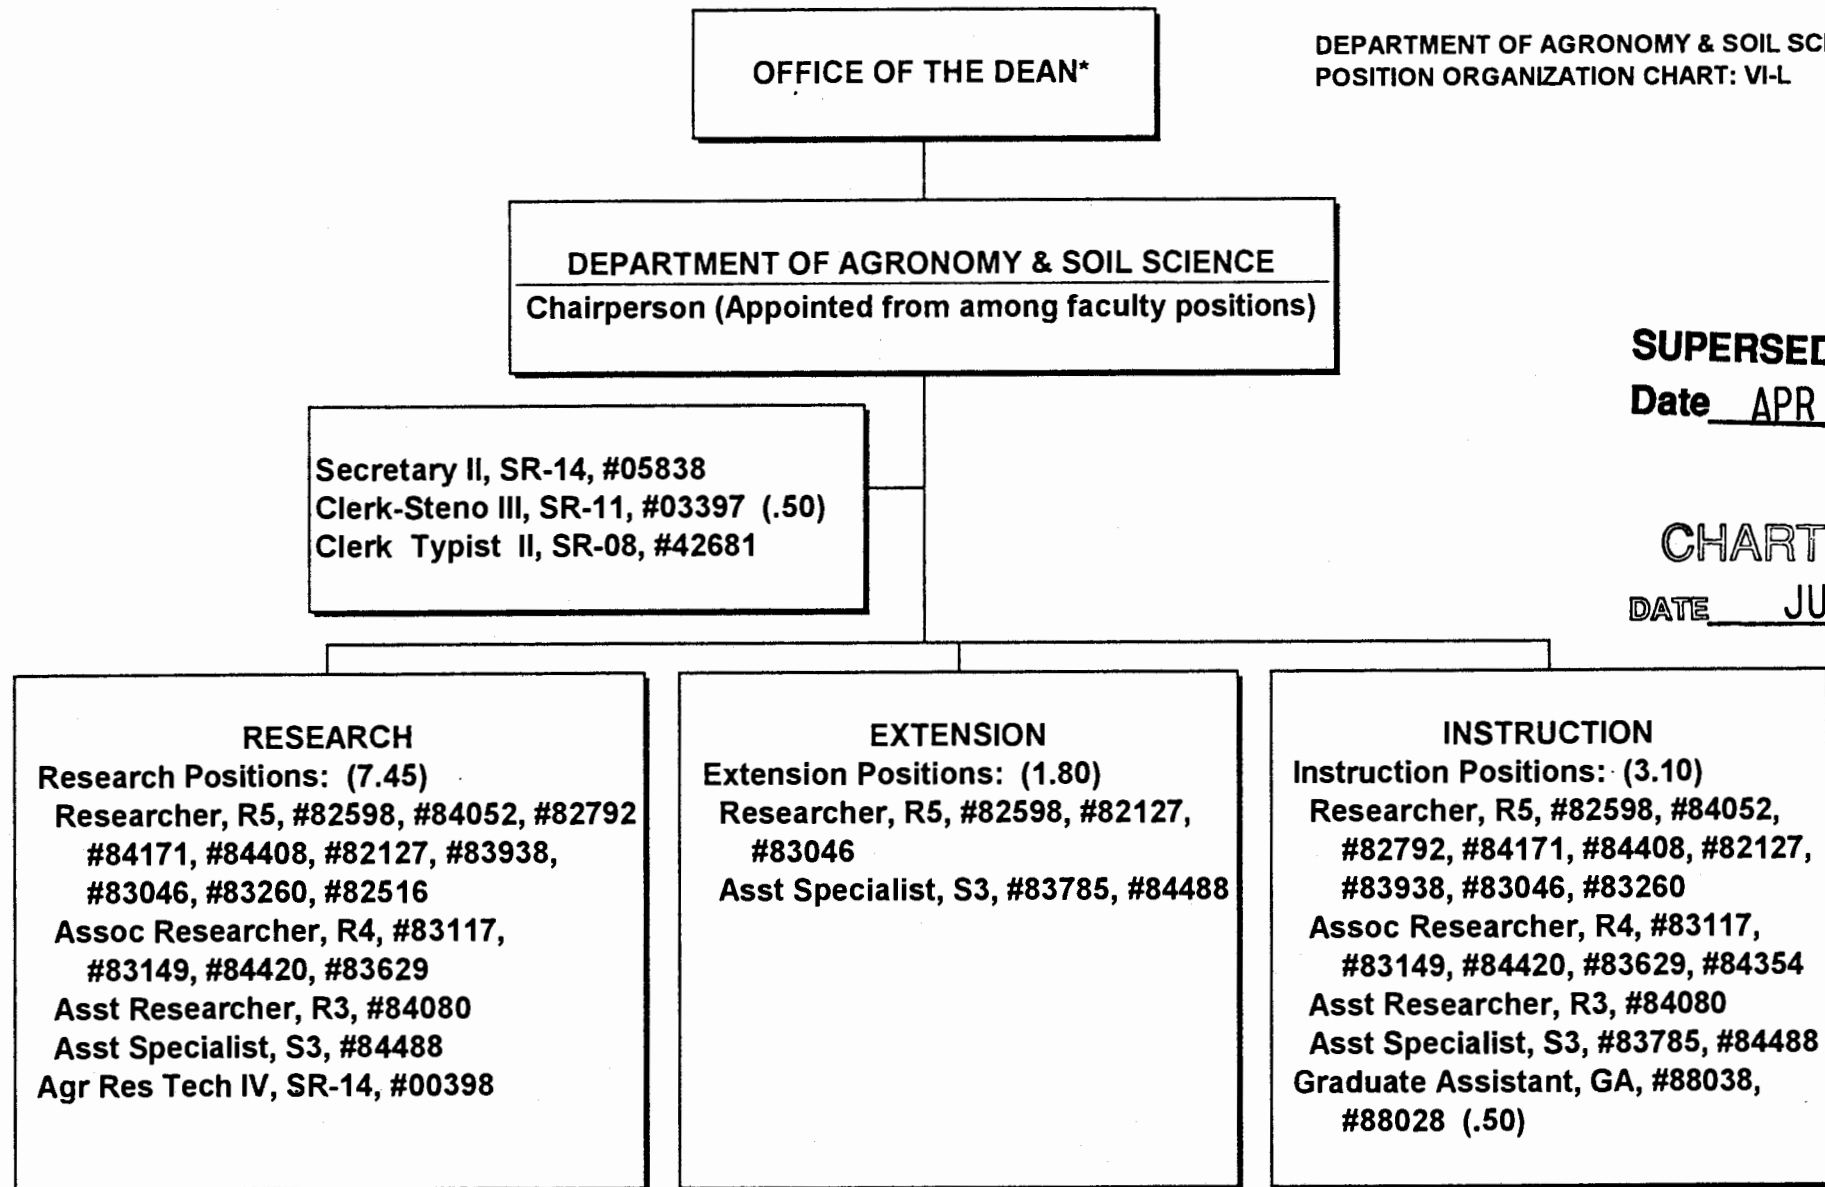 OFFICE OF THE DEAN*
DEPARTMENT OF AGRONOMY & SOIL SCI
POSITION ORGANIZATION CHART: VI-L
DEPARTMENT OF AGRONOMY & SOIL SCIENCE
Chairperson (Appointed from among faculty positions)
SUPERSED
Date APR
CHART
DATE JU
Secretary II, SR-14, #05838
Clerk-Steno III, SR-11, #03397 (.50)
Clerk Typist II, SR-08, #42681
RESEARCH
Research Positions: (7.45)
Researcher, R5, #82598, #84052, #82792
#84171, #84408, #82127, #83938,
#83046, #83260, #82516
Assoc Researcher, R4, #83117,
#83149, #84420, #83629
Asst Researcher, R3, #84080
Asst Specialist, S3, #84488
Agr Res Tech IV, SR-14, #00398
EXTENSION
Extension Positions: (1.80)
Researcher, R5, #82598, #82127,
#83046
Asst Specialist, S3, #83785, #84488
INSTRUCTION
Instruction Positions: (3.10)
Researcher, R5, #82598, #84052,
#82792, #84171, #84408, #82127,
#83938, #83046, #83260
Assoc Researcher, R4, #83117,
#83149, #84420, #83629, #84354
Asst Researcher, R3, #84080
Asst Specialist, S3, #83785, #84488
Graduate Assistant, GA, #88038,
#88028 (.50)